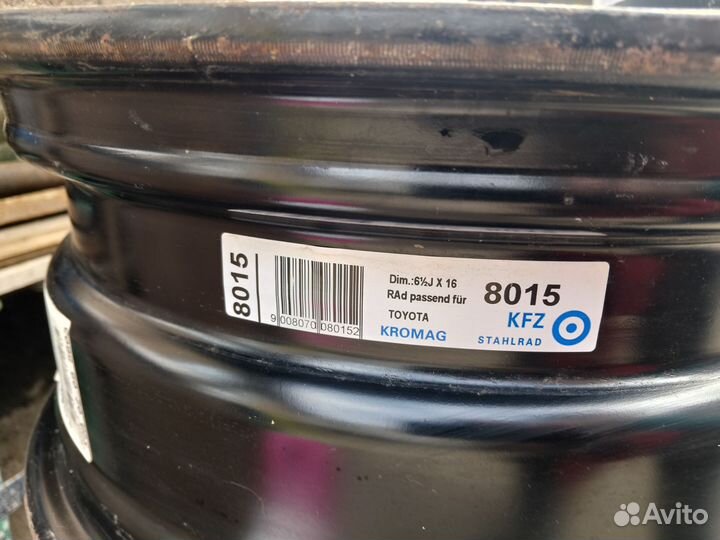 8015
9 008070 080152
Dim.:6½J X 16
RAd passend für
TOYOTA
KROMAG
8015
KFZ
STAHLRAD
Avito